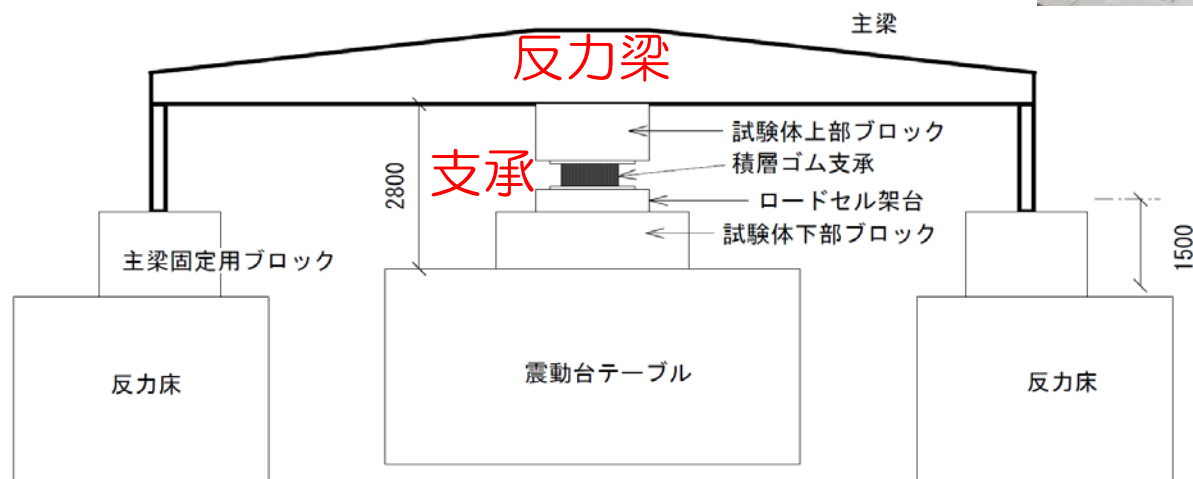 主梁
反力梁
試験体上部ブロック
支承
積層ゴム支承
2800
ロードセル架台
試験体下部ブロック
主梁固定用ブロック
1500
反力床
震動台テーブル
反力床